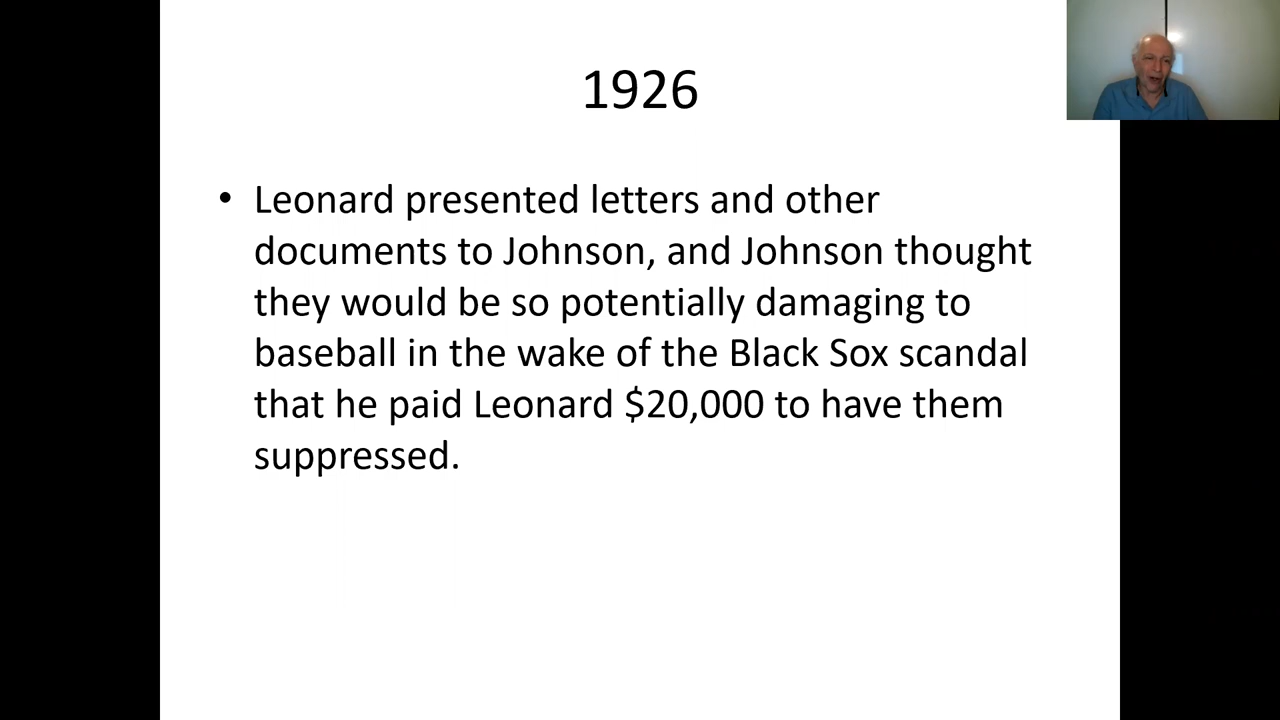 1926
• Leonard presented letters and other
documents to Johnson, and Johnson thought
they would be so potentially damaging to
baseball in the wake of the Black Sox scandal
that he paid Leonard $20,000 to have them
suppressed.